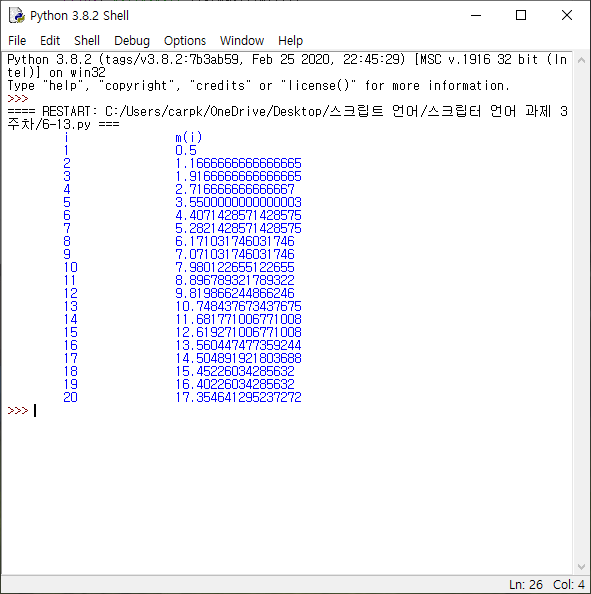 Python 3.8.2 Shell
File Edit Shell Debug Options Window Help
Python 3.8.2 (tags/v3.8.2:7b3ab59, Feb 25 2020, 22:45:29) [MSC v.1916 32 bit (In
tel)] on win32
Type "help", "copyright", "credits" or "license()" for more information.
>>>
==== RESTART: C:/Users/carpk/OneDrive/Desktop/스크립트 언어/스크립터 언어 과제 3
주차/6-13.py ===
i m(i)
1 0.5
2 1.1666666666666665
3 1.9166666666666665
4 2.716666666666667
5 3.5500000000000003
6 4.4071428571428575
7 5.2821428571428575
8 6.171031746031746
9 7.071031746031746
10 7.980122655122655
11 8.896789321789322
12 9.819866244866246
13 10.748437673437675
14 11.681771006771008
15 12.619271006771008
16 13.560447477359244
17 14.504891921803688
18 15.45226034285632
19 16.40226034285632
20 17.354641295237272
>>>
Ln: 26 Col: 4